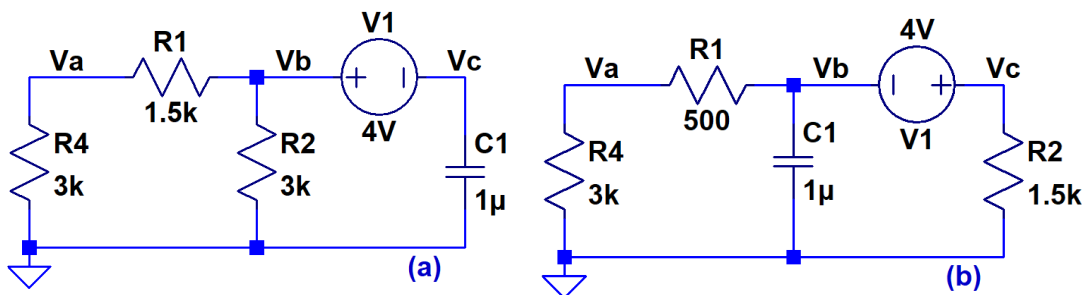 V1
R1
Va
Vb
+
−
Vc
1.5k
4V
R4
R2
C1
3k
3k
1µ
(a)
4V
R1
Va
Vb
−
+
Vc
500
V1
C1
R4
R2
3k
1µ
1.5k
(b)